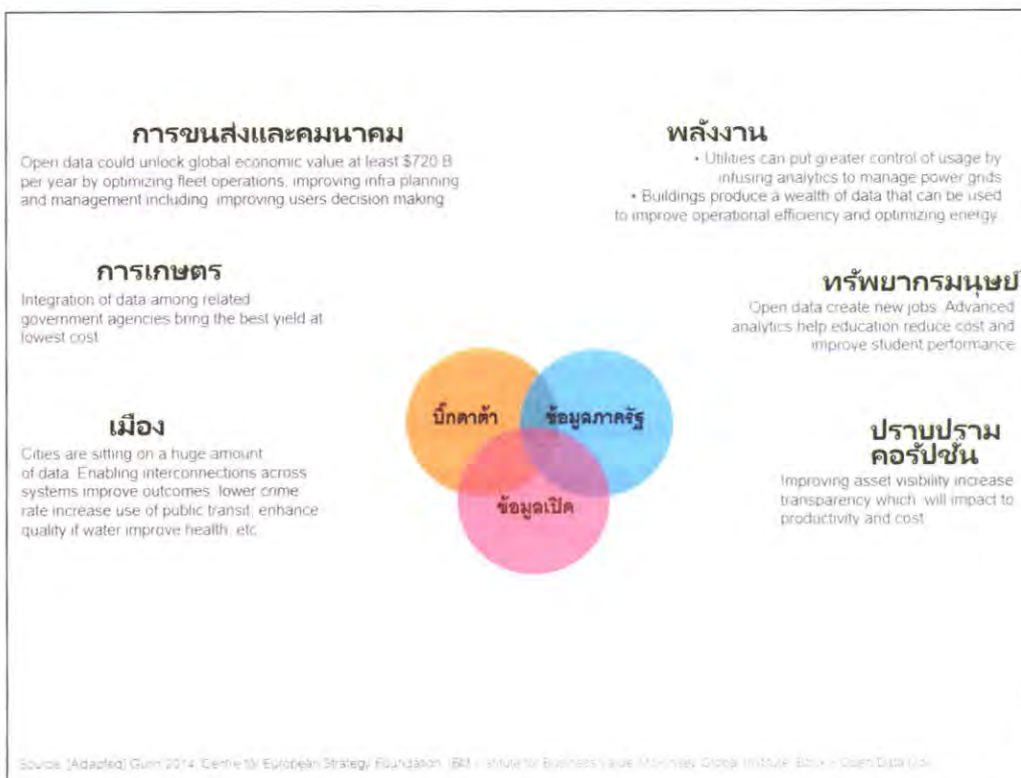 การขนส่งและคมนาคม
Open data could unlock global economic value at least $720 B
per year by optimizing fleet operations, improving infra planning
and management including improving users decision making
พลังงาน
• Utilities can put greater control of usage by
infusing analytics to manage power grids
• Buildings produce a wealth of data that can be used
to improve operational efficiency and optimizing energy.
การเกษตร
Integration of data among related
government agencies bring the best yield at
lowest cost
ทรัพยากรมนุษย์
Open data create new jobs. Advanced
analytics help education reduce cost and
improve student performance
เมือง
Cities are sitting on a huge amount
of data. Enabling interconnections across
systems improve outcomes, lower crime
rate increase use of public transit, enhance
quality if water improve health, etc
บิ๊กดาต้า
ข้อมูลภาครัฐ
ข้อมูลเปิด
ปราบปราม
คอรัปชั่น
Improving asset visibility increase
transparency which will impact to
productivity and cost
Source: [Adapted] 2014, Centre for European Strategy Foundation, IBM Institute for Business Value, McKinsey Global Institute, Open Data